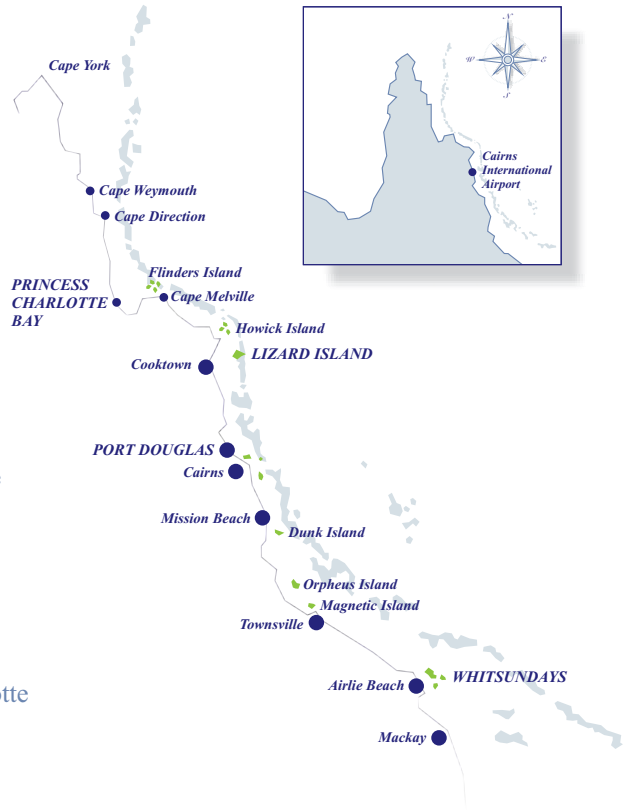 N
W
E
S
Cape York
Cairns
International
Airport
Cape Weymouth
Cape Direction
Flinders Island
PRINCESS
CHARLOTTE
BAY
Cape Melville
Howick Island
LIZARD ISLAND
Cooktown
PORT DOUGLAS
Cairns
Mission Beach
Dunk Island
Orpheus Island
Magnetic Island
Townsville
WHITSUNDAYS
Airlie Beach
otte
Mackay